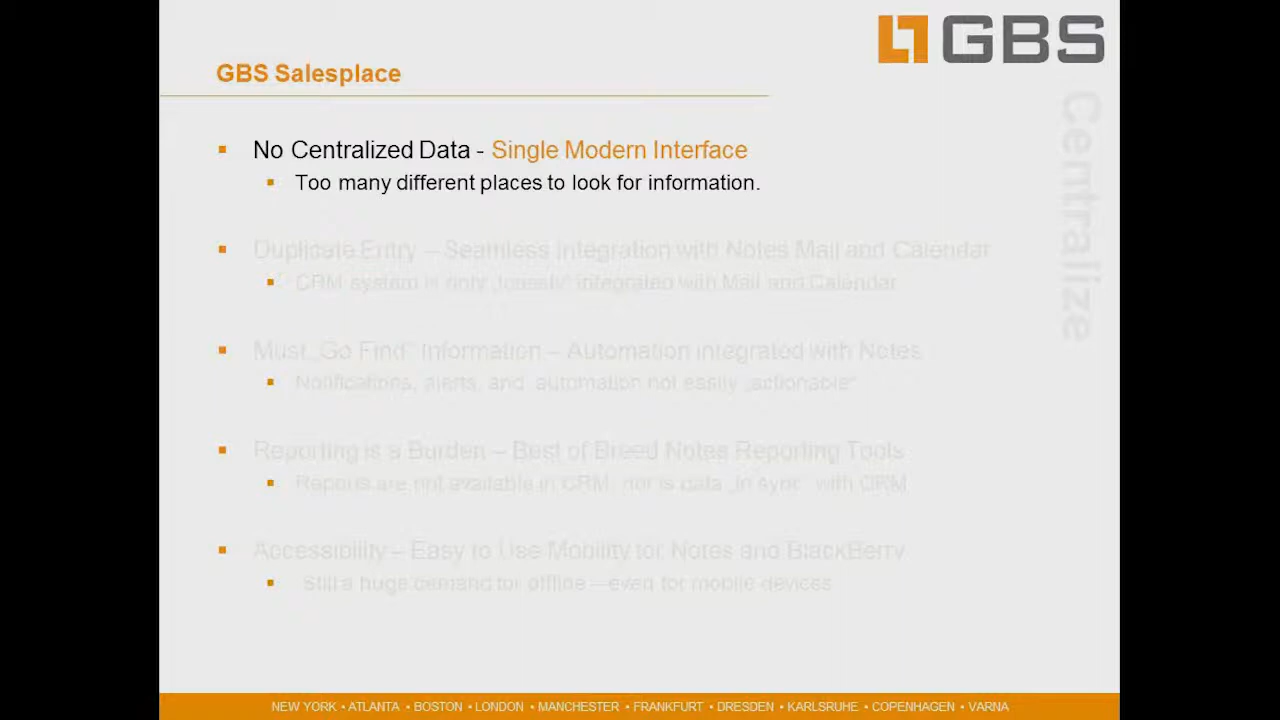 GBS
GBS Salesplace
Centralize
No Centralized Data - Single Modern Interface
Too many different places to look for information.
Duplicate Entry – Seamless Integration with Notes Mail and Calendar
CRM system is only „loosely“ integrated with Mail and Calendar
Must „Go Find“ Information – Automation integrated with Notes
Notifications, alerts, and automation not easily „actionable“
Reporting is a Burden – Best of Breed Notes Reporting Tools
Reports are not available in CRM, nor is data „in sync“ with CRM
Accessibility – Easy to Use Mobility for Notes and BlackBerry
Still a huge demand for offline – even for mobile devices
NEW YORK • ATLANTA • BOSTON • LONDON • MANCHESTER • FRANKFURT • DRESDEN • KARLSRUHE • COPENHAGEN • VARNA